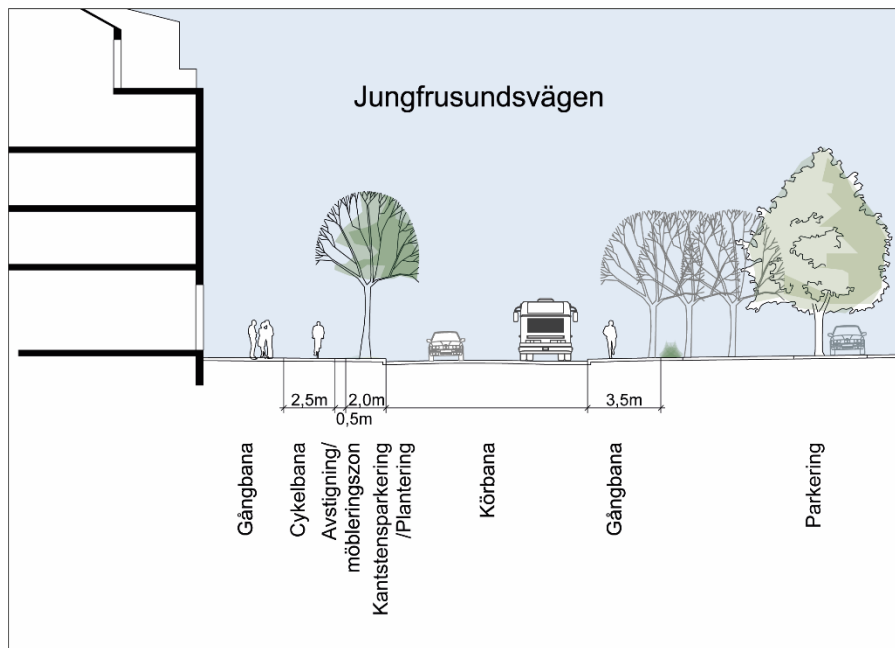 Jungfrusundsvägen
2,5m
0,5m
2,0m
3,5m
Gångbana
Cykelbana
Avstigning/
möbleringszon
Kantstensparkering
/Plantering
Körbana
Gångbana
Parkering